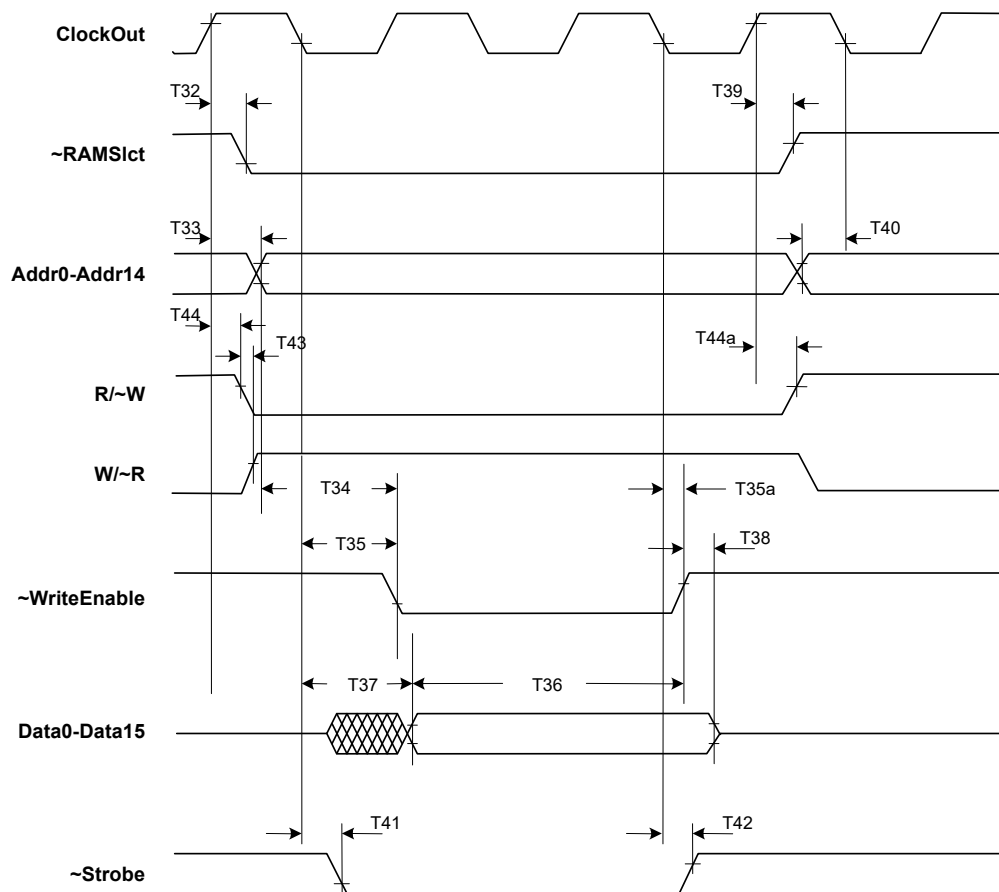 ClockOut
T32
T39
~RAMSlct
T33
T40
Addr0-Addr14
T44
T43
T44a
R/~W
W/~R
T34
T35a
T35
T38
~WriteEnable
T37
T36
Data0-Data15
T41
T42
~Strobe